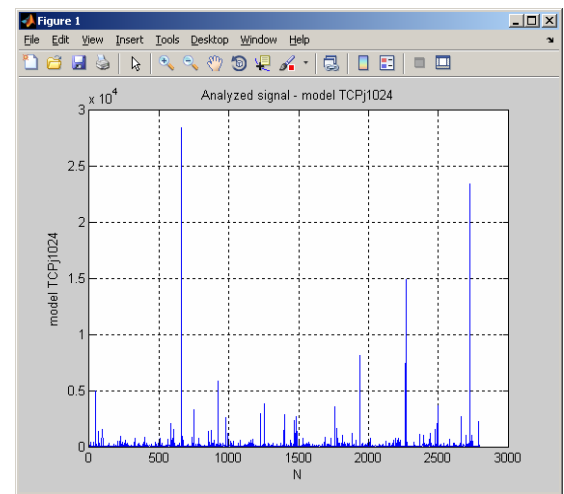 Figure 1
File Edit View Insert Tools Desktop Window Help
x 10^4
Analyzed signal - model TCPj1024
3
2.5
2
1.5
1
0.5
0
model TCPj1024
0 500 1000 1500 2000 2500 3000
N